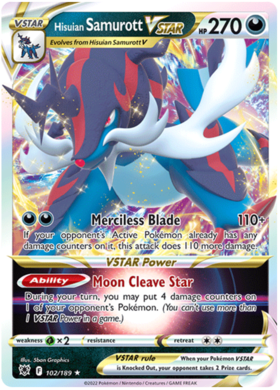 VSTAR Hisuian Samurott VSTAR HP 270
Evolves from Hisuian Samurott V
Merciless Blade 110+
If your opponent's Active Pokémon already has any
damage counters on it, this attack does 110 more damage.
VSTAR Power
Ability Moon Cleave Star
During your turn, you may put 4 damage counters on
1 of your opponent's Pokémon. (You can't use more than
1 VSTAR Power in a game.)
weakness ×2 resistance retreat
Illus. 5ban Graphics
F 102/189 ★
VSTAR rule When your Pokémon VSTAR
is Knocked Out, your opponent takes 2 Prize cards.
©2022 Pokémon / Nintendo / Creatures / GAME FREAK